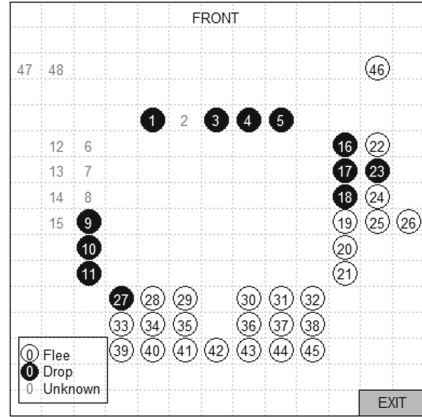 FRONT
47 48 46
1 2 3 4 5
12 6 16 22
13 7 17 23
14 8 18 24
15 9 19 25 26
10 20
11 21
27 28 29 30 31 32
33 34 35 36 37 38
39 40 41 42 43 44 45
0 Flee
0 Drop
0 Unknown
EXIT